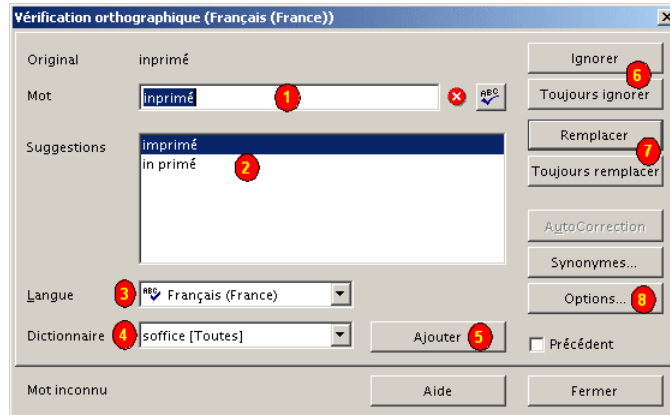 Vérification orthographique (Français (France))
Original inprimé
Ignorer
6
Mot inprimé 1 ABC
Toujours ignorer
Suggestions
imprimé
in primé 2
Remplacer
7
Toujours remplacer
AutoCorrection
Synonymes...
Langue 3 ABC Français (France)
Options... 8
Dictionnaire 4 soffice [Toutes]
Ajouter 5
Précédent
Mot inconnu
Aide
Fermer